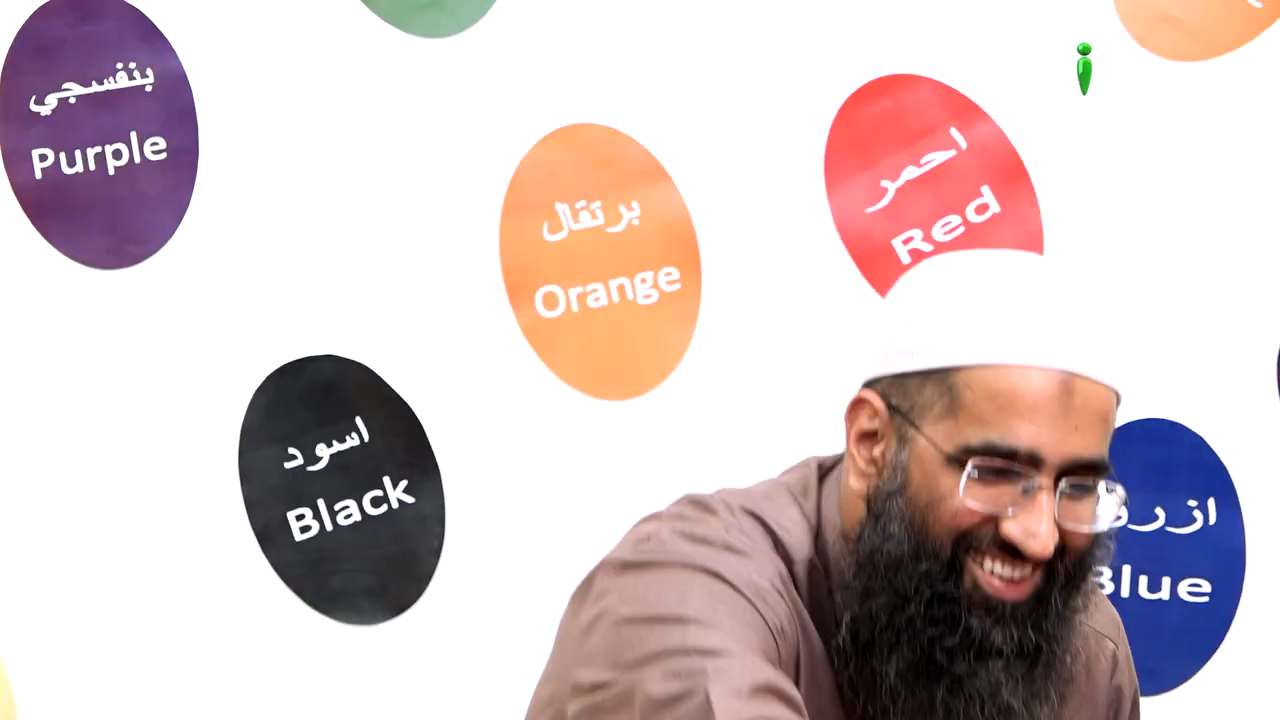 بنفسجي
Purple
برتقال
Orange
احمر
Red
اسود
Black
Blue